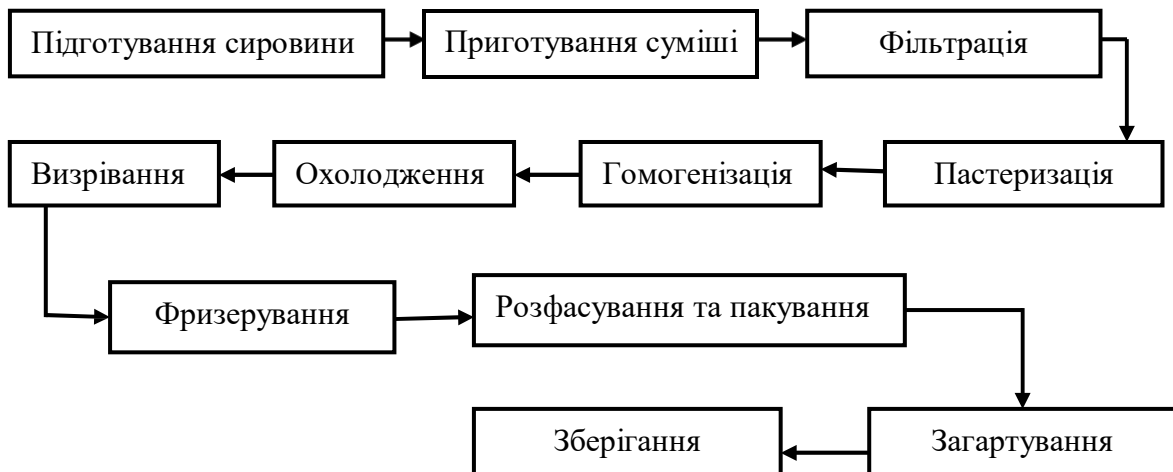 Підготування сировини
Приготування суміші
Фільтрація
Пастеризація
Гомогенізація
Охолодження
Визрівання
Фризерування
Розфасування та пакування
Загартування
Зберігання